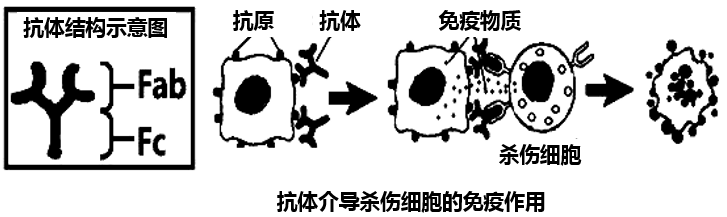 抗体结构示意图
Fab
Fc
抗原
抗体
免疫物质
杀伤细胞
抗体介导杀伤细胞的免疫作用